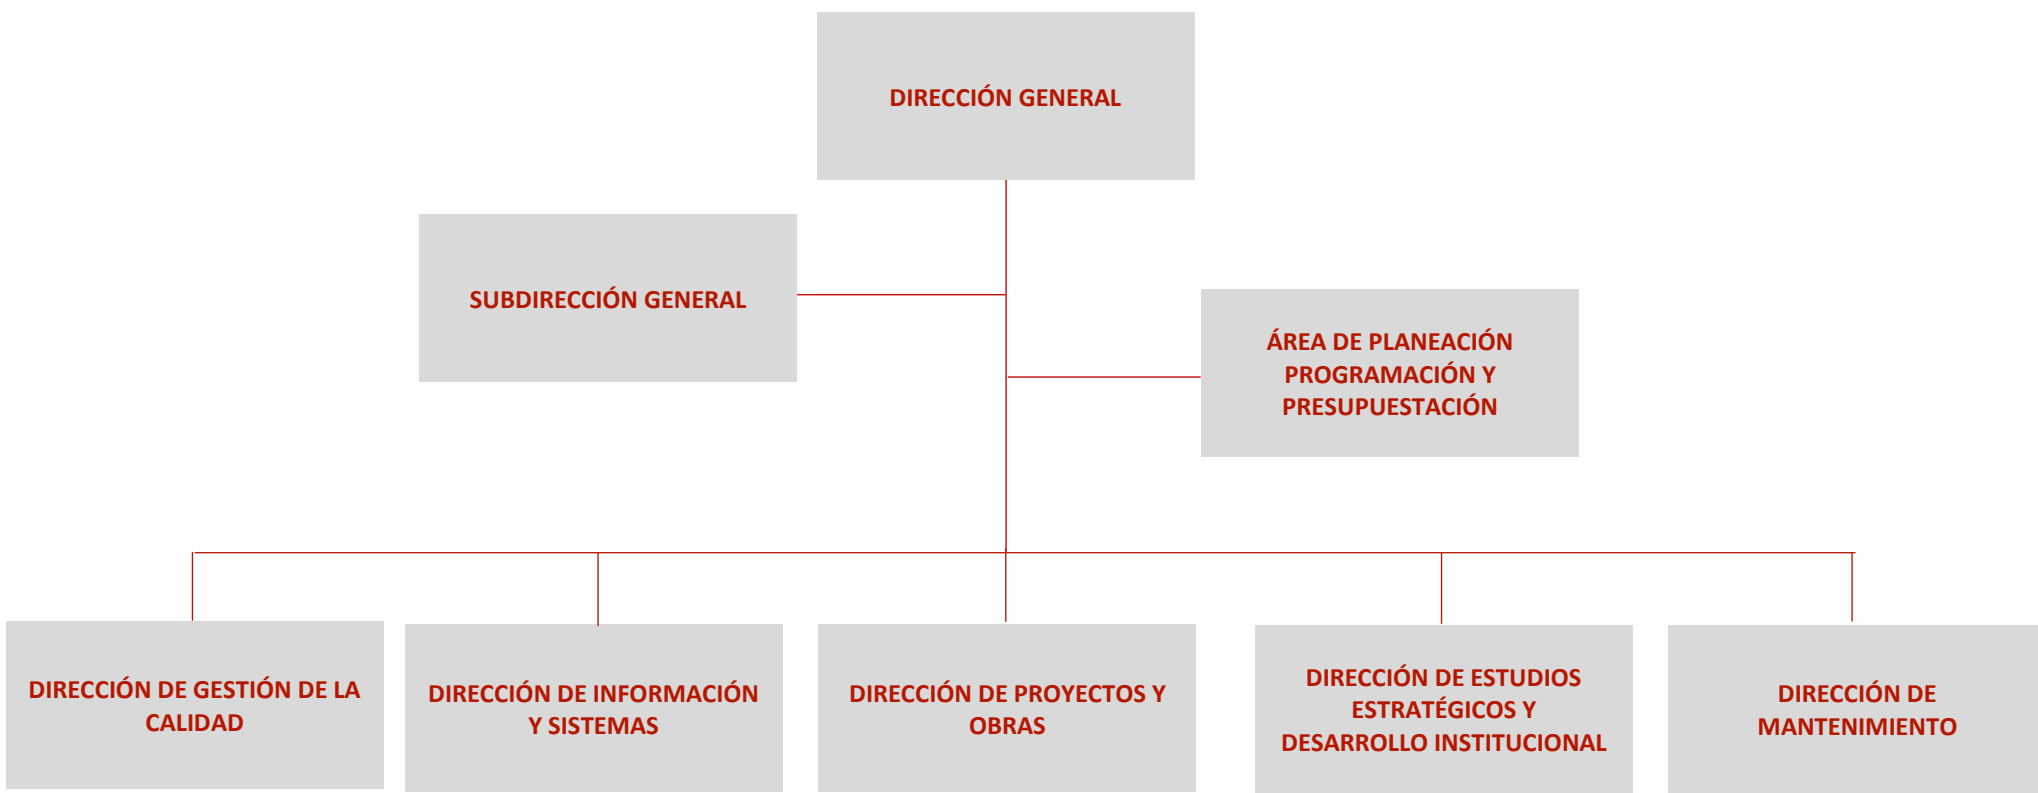 DIRECCIÓN GENERAL
SUBDIRECCIÓN GENERAL
ÁREA DE PLANEACIÓN
PROGRAMACIÓN Y
PRESUPUESTACIÓN
DIRECCIÓN DE GESTIÓN DE LA
CALIDAD
DIRECCIÓN DE INFORMACIÓN
Y SISTEMAS
DIRECCIÓN DE PROYECTOS Y
OBRAS
DIRECCIÓN DE ESTUDIOS
ESTRATÉGICOS Y
DESARROLLO INSTITUCIONAL
DIRECCIÓN DE
MANTENIMIENTO